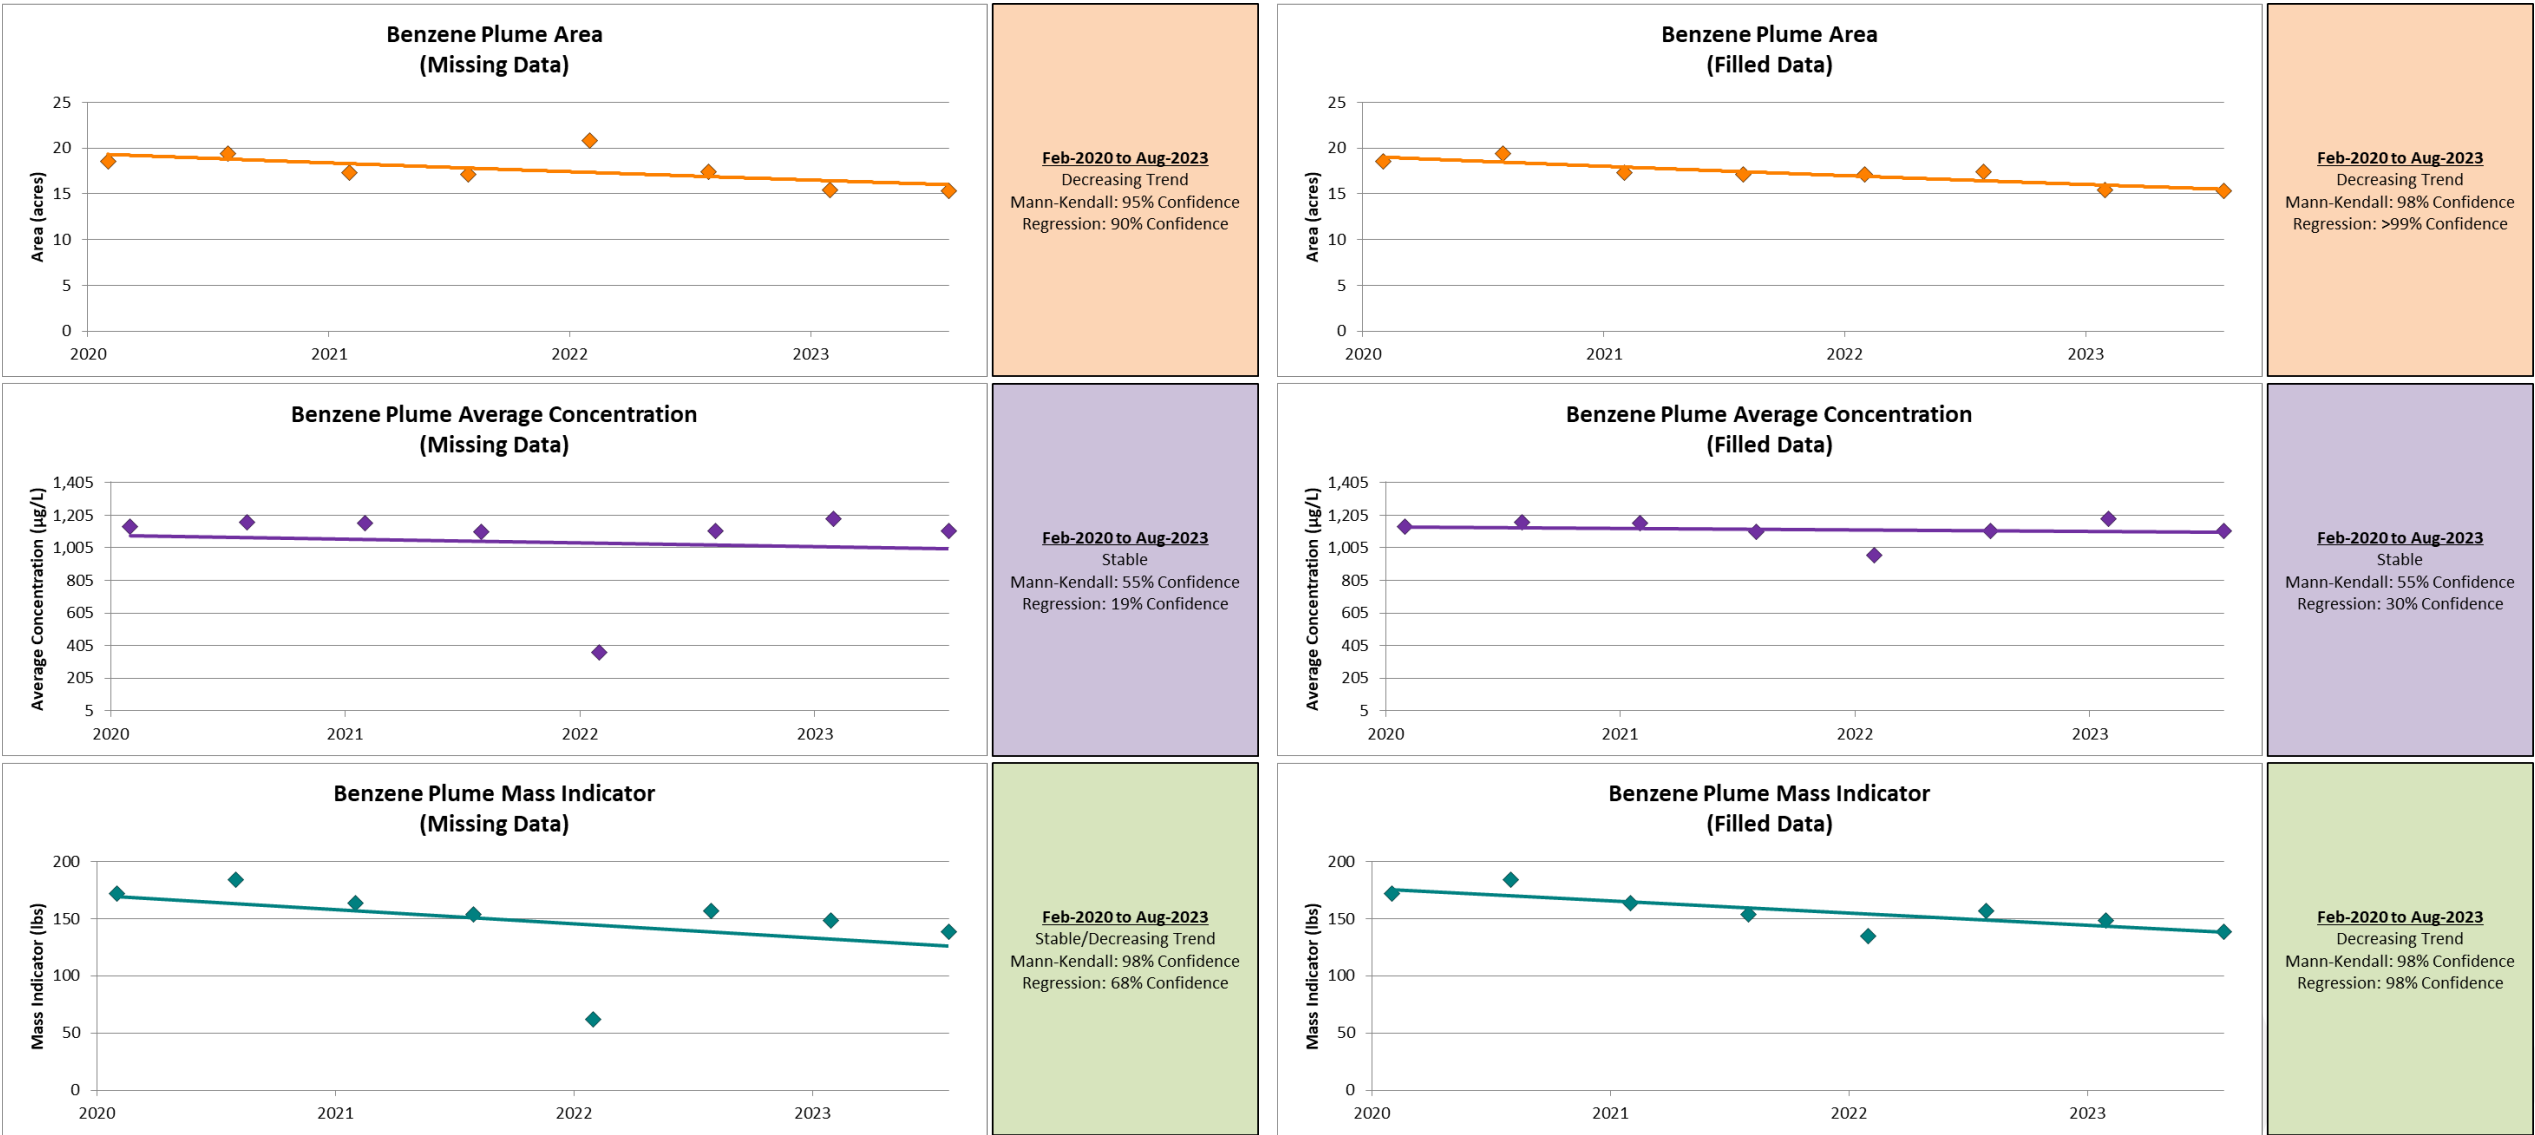 Benzene Plume Area
(Missing Data)
Area (acres)
25
20
15
10
5
0
2020
2021
2022
2023
Feb-2020 to Aug-2023
Decreasing Trend
Mann-Kendall: 95% Confidence
Regression: 90% Confidence
Benzene Plume Area
(Filled Data)
Area (acres)
25
20
15
10
5
0
2020
2021
2022
2023
Feb-2020 to Aug-2023
Decreasing Trend
Mann-Kendall: 98% Confidence
Regression: >99% Confidence
Benzene Plume Average Concentration
(Missing Data)
Average Concentration (µg/L)
1,405
1,205
1,005
805
605
405
205
5
2020
2021
2022
2023
Feb-2020 to Aug-2023
Stable
Mann-Kendall: 55% Confidence
Regression: 19% Confidence
Benzene Plume Average Concentration
(Filled Data)
Average Concentration (µg/L)
1,405
1,205
1,005
805
605
405
205
5
2020
2021
2022
2023
Feb-2020 to Aug-2023
Stable
Mann-Kendall: 55% Confidence
Regression: 30% Confidence
Benzene Plume Mass Indicator
(Missing Data)
Mass Indicator (lbs)
200
150
100
50
0
2020
2021
2022
2023
Feb-2020 to Aug-2023
Stable/Decreasing Trend
Mann-Kendall: 98% Confidence
Regression: 68% Confidence
Benzene Plume Mass Indicator
(Filled Data)
Mass Indicator (lbs)
200
150
100
50
0
2020
2021
2022
2023
Feb-2020 to Aug-2023
Decreasing Trend
Mann-Kendall: 98% Confidence
Regression: 98% Confidence